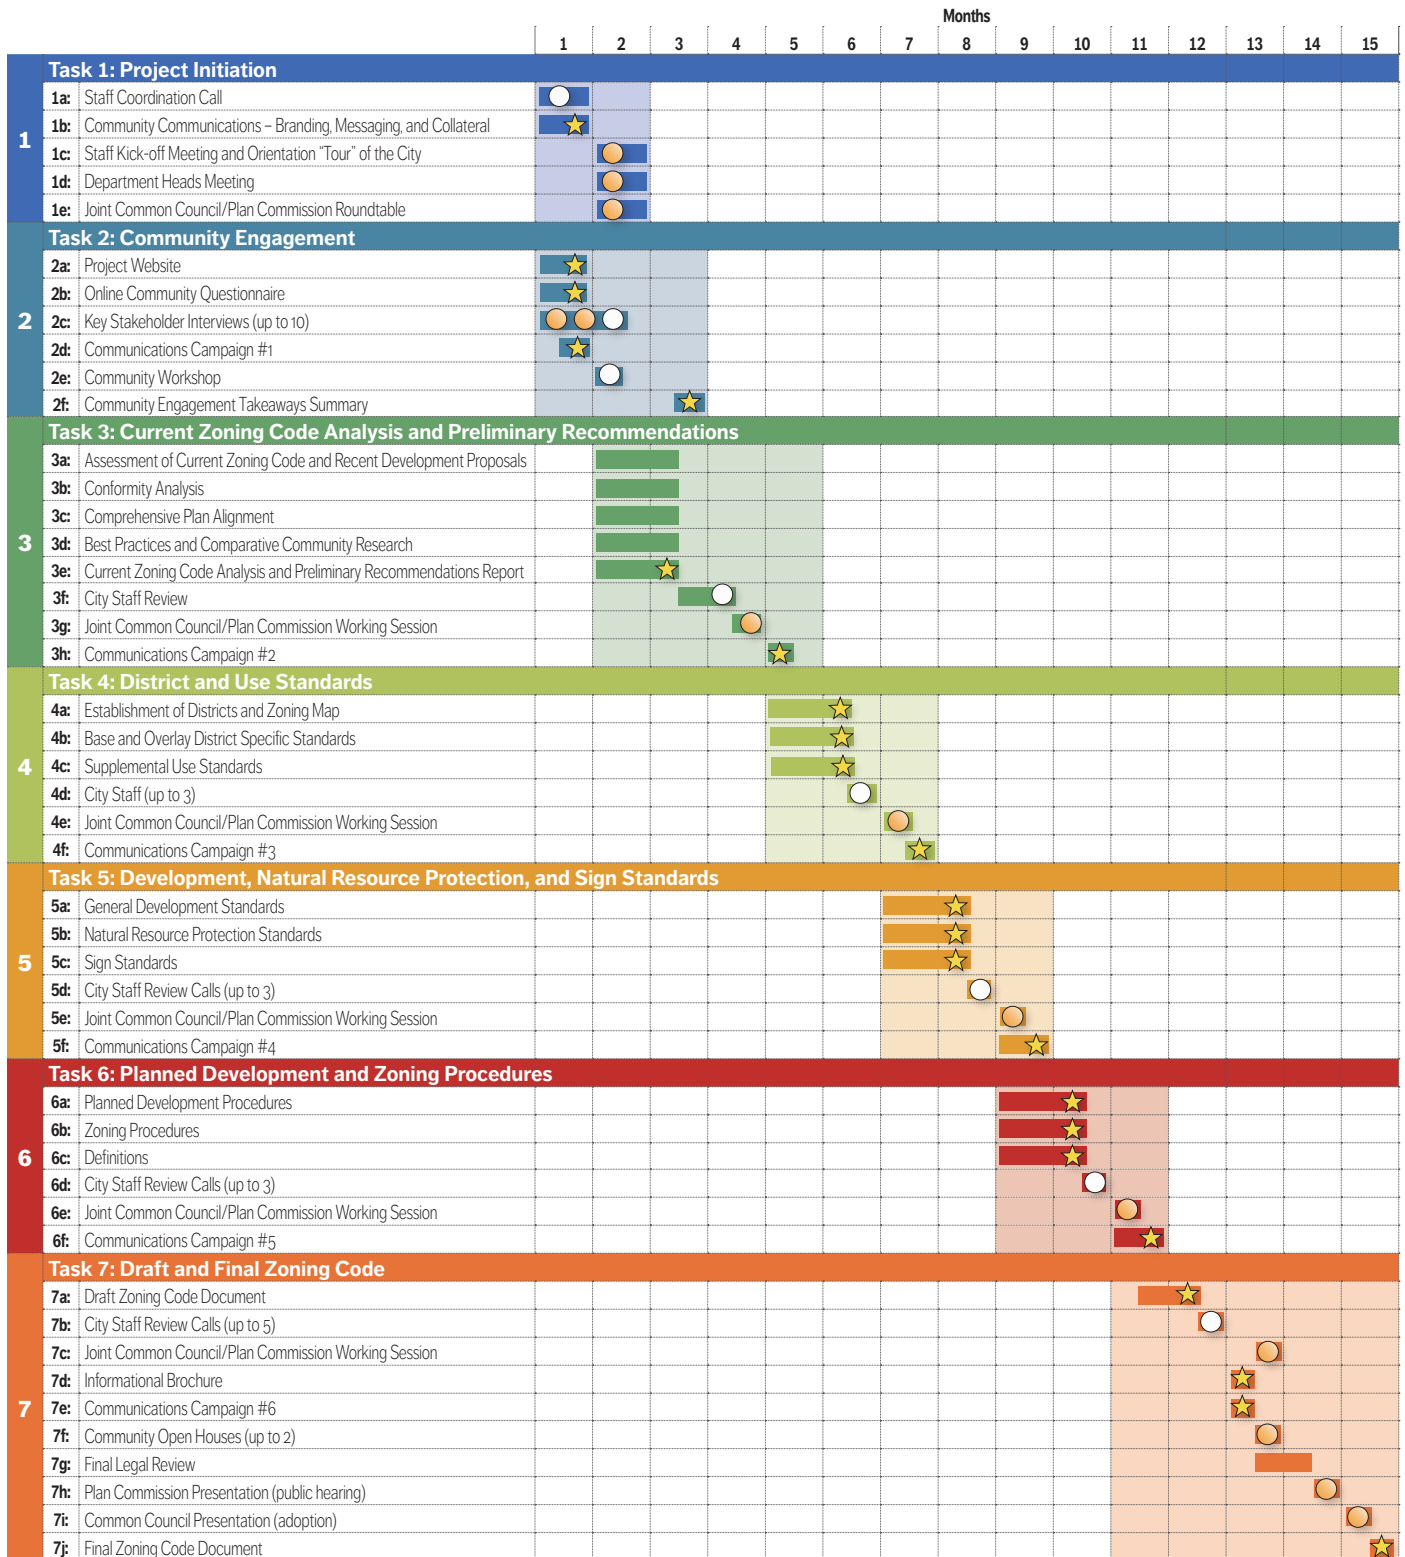 Months
1 2 3 4 5 6 7 8 9 10 11 12 13 14 15
Task 1: Project Initiation
1
1a: Staff Coordination Call
1b: Community Communications – Branding, Messaging, and Collateral
1c: Staff Kick-off Meeting and Orientation “Tour” of the City
1d: Department Heads Meeting
1e: Joint Common Council/Plan Commission Roundtable
Task 2: Community Engagement
2
2a: Project Website
2b: Online Community Questionnaire
2c: Key Stakeholder Interviews (up to 10)
2d: Communications Campaign #1
2e: Community Workshop
2f: Community Engagement Takeaways Summary
Task 3: Current Zoning Code Analysis and Preliminary Recommendations
3
3a: Assessment of Current Zoning Code and Recent Development Proposals
3b: Conformity Analysis
3c: Comprehensive Plan Alignment
3d: Best Practices and Comparative Community Research
3e: Current Zoning Code Analysis and Preliminary Recommendations Report
3f: City Staff Review
3g: Joint Common Council/Plan Commission Working Session
3h: Communications Campaign #2
Task 4: District and Use Standards
4
4a: Establishment of Districts and Zoning Map
4b: Base and Overlay District Specific Standards
4c: Supplemental Use Standards
4d: City Staff (up to 3)
4e: Joint Common Council/Plan Commission Working Session
4f: Communications Campaign #3
Task 5: Development, Natural Resource Protection, and Sign Standards
5
5a: General Development Standards
5b: Natural Resource Protection Standards
5c: Sign Standards
5d: City Staff Review Calls (up to 3)
5e: Joint Common Council/Plan Commission Working Session
5f: Communications Campaign #4
Task 6: Planned Development and Zoning Procedures
6
6a: Planned Development Procedures
6b: Zoning Procedures
6c: Definitions
6d: City Staff Review Calls (up to 3)
6e: Joint Common Council/Plan Commission Working Session
6f: Communications Campaign #5
Task 7: Draft and Final Zoning Code
7
7a: Draft Zoning Code Document
7b: City Staff Review Calls (up to 5)
7c: Joint Common Council/Plan Commission Working Session
7d: Informational Brochure
7e: Communications Campaign #6
7f: Community Open Houses (up to 2)
7g: Final Legal Review
7h: Plan Commission Presentation (public hearing)
7i: Common Council Presentation (adoption)
7j: Final Zoning Code Document